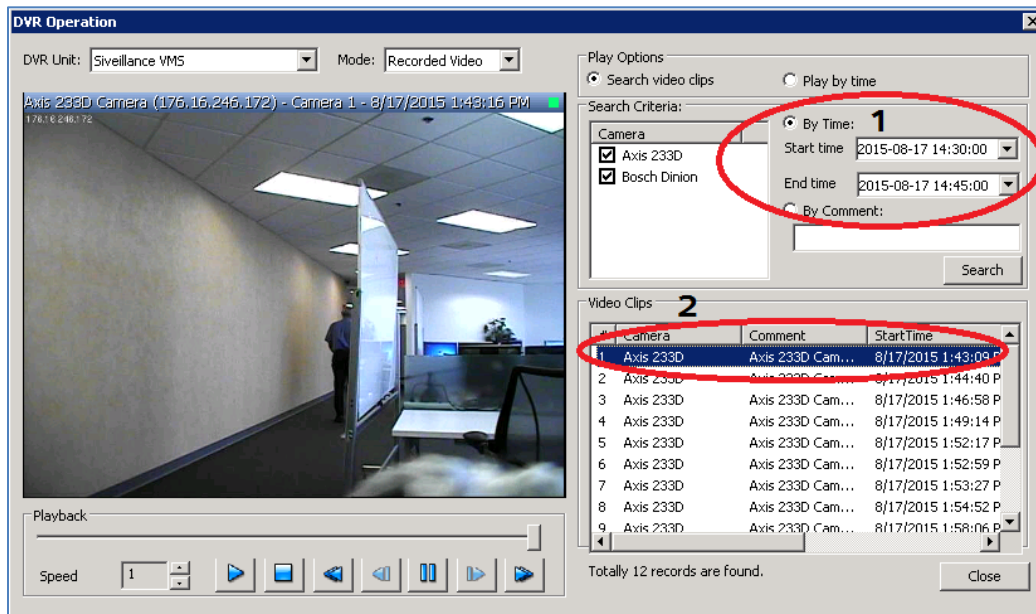 DVR Operation
DVR Unit: Siveillance VMS Mode: Recorded Video
Axis 233D Camera (176.16.246.172) - Camera 1 - 8/17/2015 1:43:16 PM
176.16.246.172
Play Options
Search video clips Play by time
Search Criteria:
Camera
Axis 233D
Bosch Dinion
By Time: 1
Start time 2015-08-17 14:30:00
End time 2015-08-17 14:45:00
By Comment:
Search
Video Clips 2
# Camera Comment StartTime
1 Axis 233D Axis 233D Cam... 8/17/2015 1:43:09 P
2 Axis 233D Axis 233D Cam... 8/17/2015 1:44:40 P
3 Axis 233D Axis 233D Cam... 8/17/2015 1:46:58 P
4 Axis 233D Axis 233D Cam... 8/17/2015 1:49:14 P
5 Axis 233D Axis 233D Cam... 8/17/2015 1:52:17 P
6 Axis 233D Axis 233D Cam... 8/17/2015 1:52:59 P
7 Axis 233D Axis 233D Cam... 8/17/2015 1:53:27 P
8 Axis 233D Axis 233D Cam... 8/17/2015 1:54:52 P
9 Axis 233D Axis 233D Cam... 8/17/2015 1:58:06 P
Playback
Speed 1
Totally 12 records are found.
Close